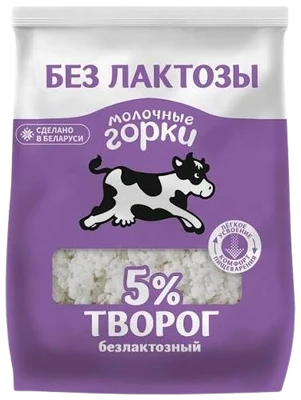 БЕЗ ЛАКТОЗЫ
молочные
горки
СДЕЛАНО
В БЕЛАРУСИ
ЛЕГКОЕ УСВОЕНИЕ
КОМФОРТ ПИЩЕВАРЕНИЯ
5%
ТВОРОГ
безлактозный